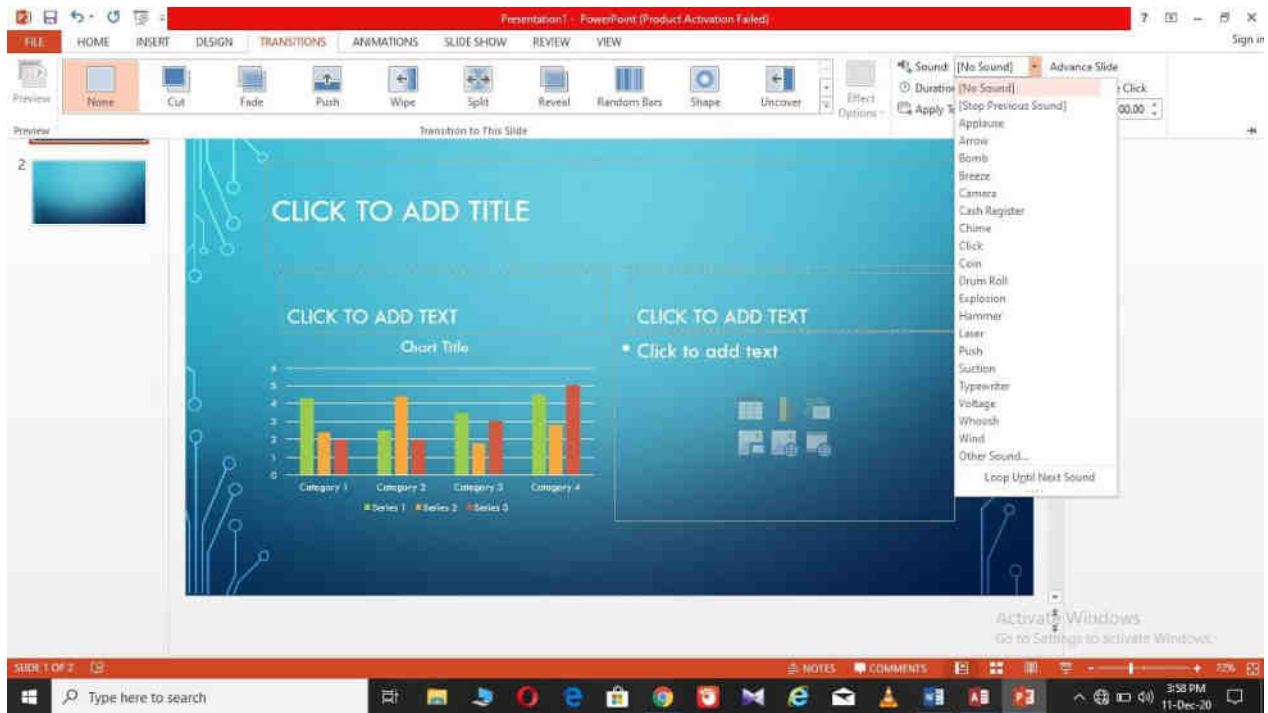 Presentation1 - PowerPoint (Product Activation Failed)
FILE HOME INSERT DESIGN TRANSITIONS ANIMATIONS SLIDE SHOW REVIEW VIEW Sign in
Preview None Cut Fade Push Wipe Split Reveal Random Bars Shape Uncover Effect Options
Sound: [No Sound] Advance Slide
Duration
Click
Apply T
00.00
Preview Transition to This Slide
[No Sound]
[Stop Previous Sound]
Applause
Arrow
Bomb
Breeze
Camera
Cash Register
Chime
Click
Coin
Drum Roll
Explosion
Hammer
Laser
Push
Suction
Typewriter
Voltage
Whoosh
Wind
Other Sound...
Loop Until Next Sound
2
CLICK TO ADD TITLE
CLICK TO ADD TEXT
CLICK TO ADD TEXT
Chart Title
• Click to add text
6
5
4
3
2
1
0
Category 1 Category 2 Category 3 Category 4
Series 1 Series 2 Series 3
Activate Windows
Go to Settings to activate Windows.
SLIDE 1 OF 2 NOTES COMMENTS 72%
Type here to search
3:58 PM
11-Dec-20